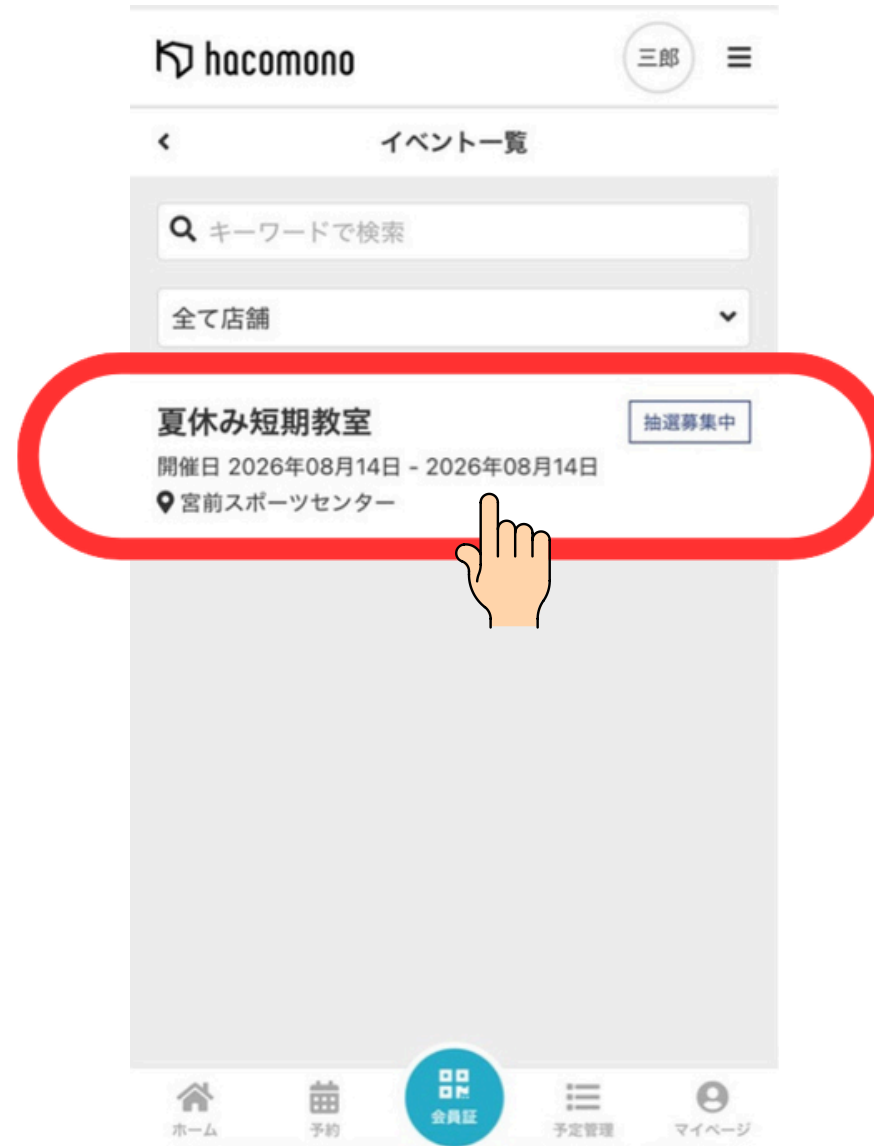 hacomono
三郎
イベント一覧
キーワードで検索
全て店舗
夏休み短期教室
抽選募集中
開催日 2026年08月14日 - 2026年08月14日
宮前スポーツセンター
ホーム
予約
会員証
予定管理
マイページ